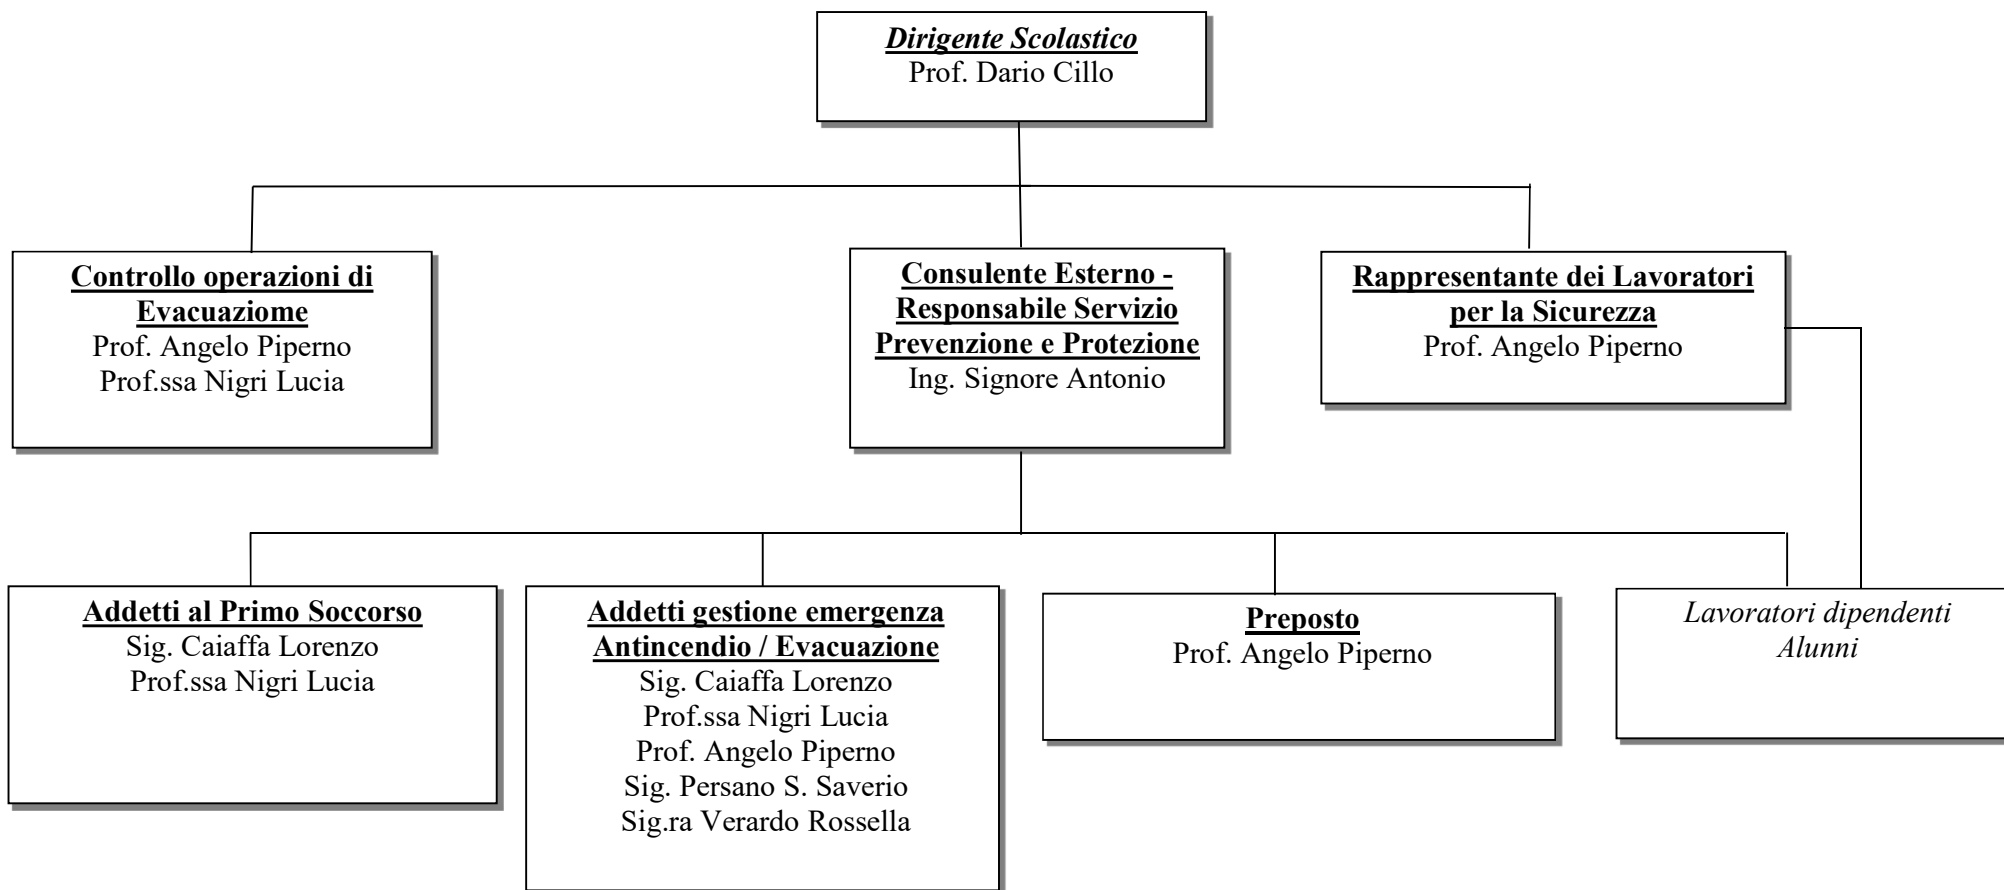 Dirigente Scolastico
Prof. Dario Cillo
Controllo operazioni di
Evacuaziome
Prof. Angelo Piperno
Prof.ssa Nigri Lucia
Consulente Esterno -
Responsabile Servizio
Prevenzione e Protezione
Ing. Signore Antonio
Rappresentante dei Lavoratori
per la Sicurezza
Prof. Angelo Piperno
Addetti al Primo Soccorso
Sig. Caiaffa Lorenzo
Prof.ssa Nigri Lucia
Addetti gestione emergenza
Antincendio / Evacuazione
Sig. Caiaffa Lorenzo
Prof.ssa Nigri Lucia
Prof. Angelo Piperno
Sig. Persano S. Saverio
Sig.ra Verardo Rossella
Preposto
Prof. Angelo Piperno
Lavoratori dipendenti
Alunni